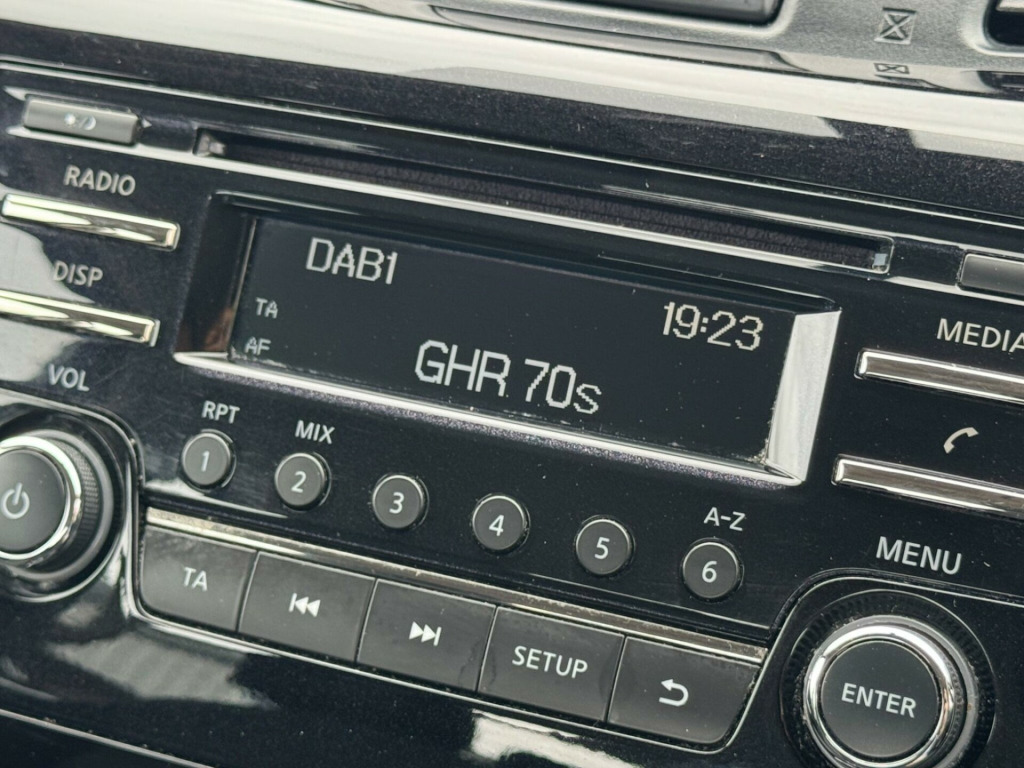 RADIO
DISP
VOL
DAB1
TA
AF
19:23
GHR 70s
MEDIA
RPT
MIX
1
2
3
4
5
A-Z
6
MENU
TA
SETUP
ENTER